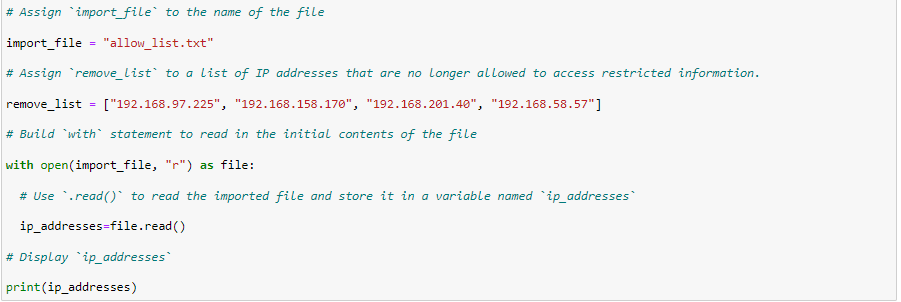 # Assign `import_file` to the name of the file
import_file = "allow_list.txt"
# Assign `remove_list` to a list of IP addresses that are no longer allowed to access restricted information.
remove_list = ["192.168.97.225", "192.168.158.170", "192.168.201.40", "192.168.58.57"]
# Build `with` statement to read in the initial contents of the file
with open(import_file, "r") as file:
  # Use `.read()` to read the imported file and store it in a variable named `ip_addresses`
  ip_addresses=file.read()
# Display `ip_addresses`
print(ip_addresses)